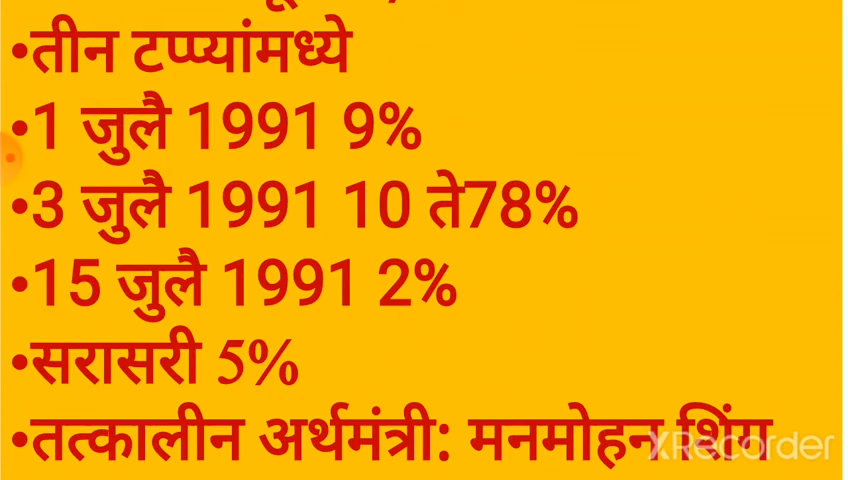 •तीन टप्प्यांमध्ये
•1 जुलै 1991 9%
•3 जुलै 1991 10 ते78%
•15 जुलै 1991 2%
•सरासरी 5%
•तत्कालीन अर्थमंत्री: मनमोहन शिंग
XRecorder